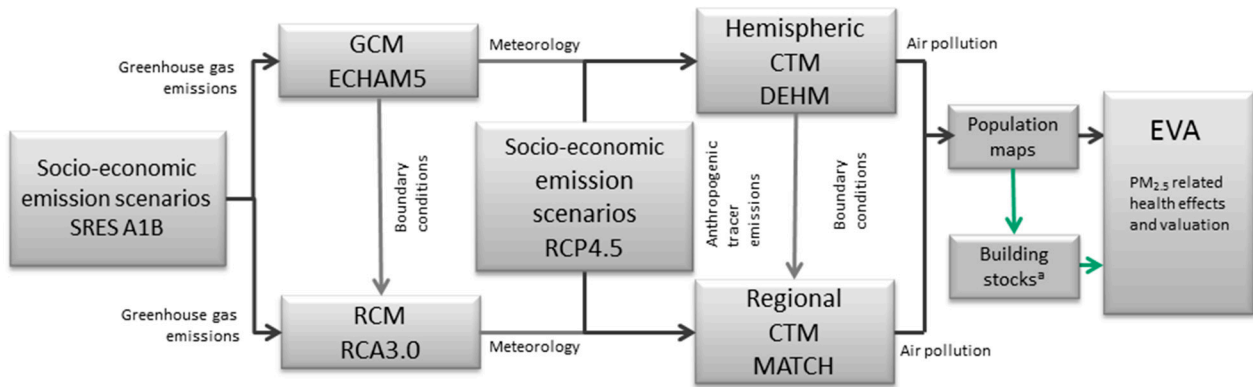 Greenhouse gas
emissions
Socio-economic
emission scenarios
SRES A1B
Greenhouse gas
emissions
GCM
ECHAM5
Boundary
conditions
RCM
RCA3.0
Meteorology
Socio-economic
emission
scenarios
RCP4.5
Meteorology
Hemispheric
CTM
DEHM
Anthropogenic
tracer
emissions
Boundary
conditions
Regional
CTM
MATCH
Air pollution
Air pollution
Population
maps
Building
stocksª
EVA
PM₂.₅ related
health effects
and valuation